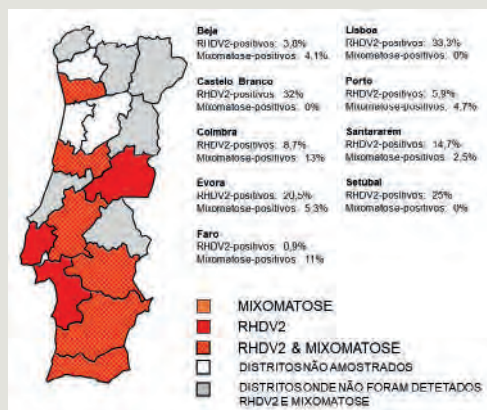 Beja
RHDV2-positivos: 3,8%
Mixomatose-positivos: 4.1%
Castelo Branco
RHDV2-positivos: 32%
Mixomatose-positivos: 0%
Coimbra
RHDV2-positivos: 8,7%
Mixomatose-positivos: 13%
Évora
RHDV2-positivos: 20,5%
Mixomatose-positivos: 5.3%
Faro
RHDV2-positivos: 0,9%
Mixomatose-positivos: 11%
Lisboa
RHDV2-positivos: 33,3%
Mixomatose-positivos: 0%
Porto
RHDV2-positivos: 5,9%
Mixomatose-positivos: 4.7%
Santararém
RHDV2-positivos: 14,7%
Mixomatose-positivos: 2,5%
Setúbal
RHDV2-positivos: 25%
Mixomatose-positivos: 0%
MIXOMATOSE
RHDV2
RHDV2 & MIXOMATOSE
DISTRITOS NÃO AMOSTRADOS
DISTRITOS ONDE NÃO FORAM DETETADOS
RHDV2 E MIXOMATOSE